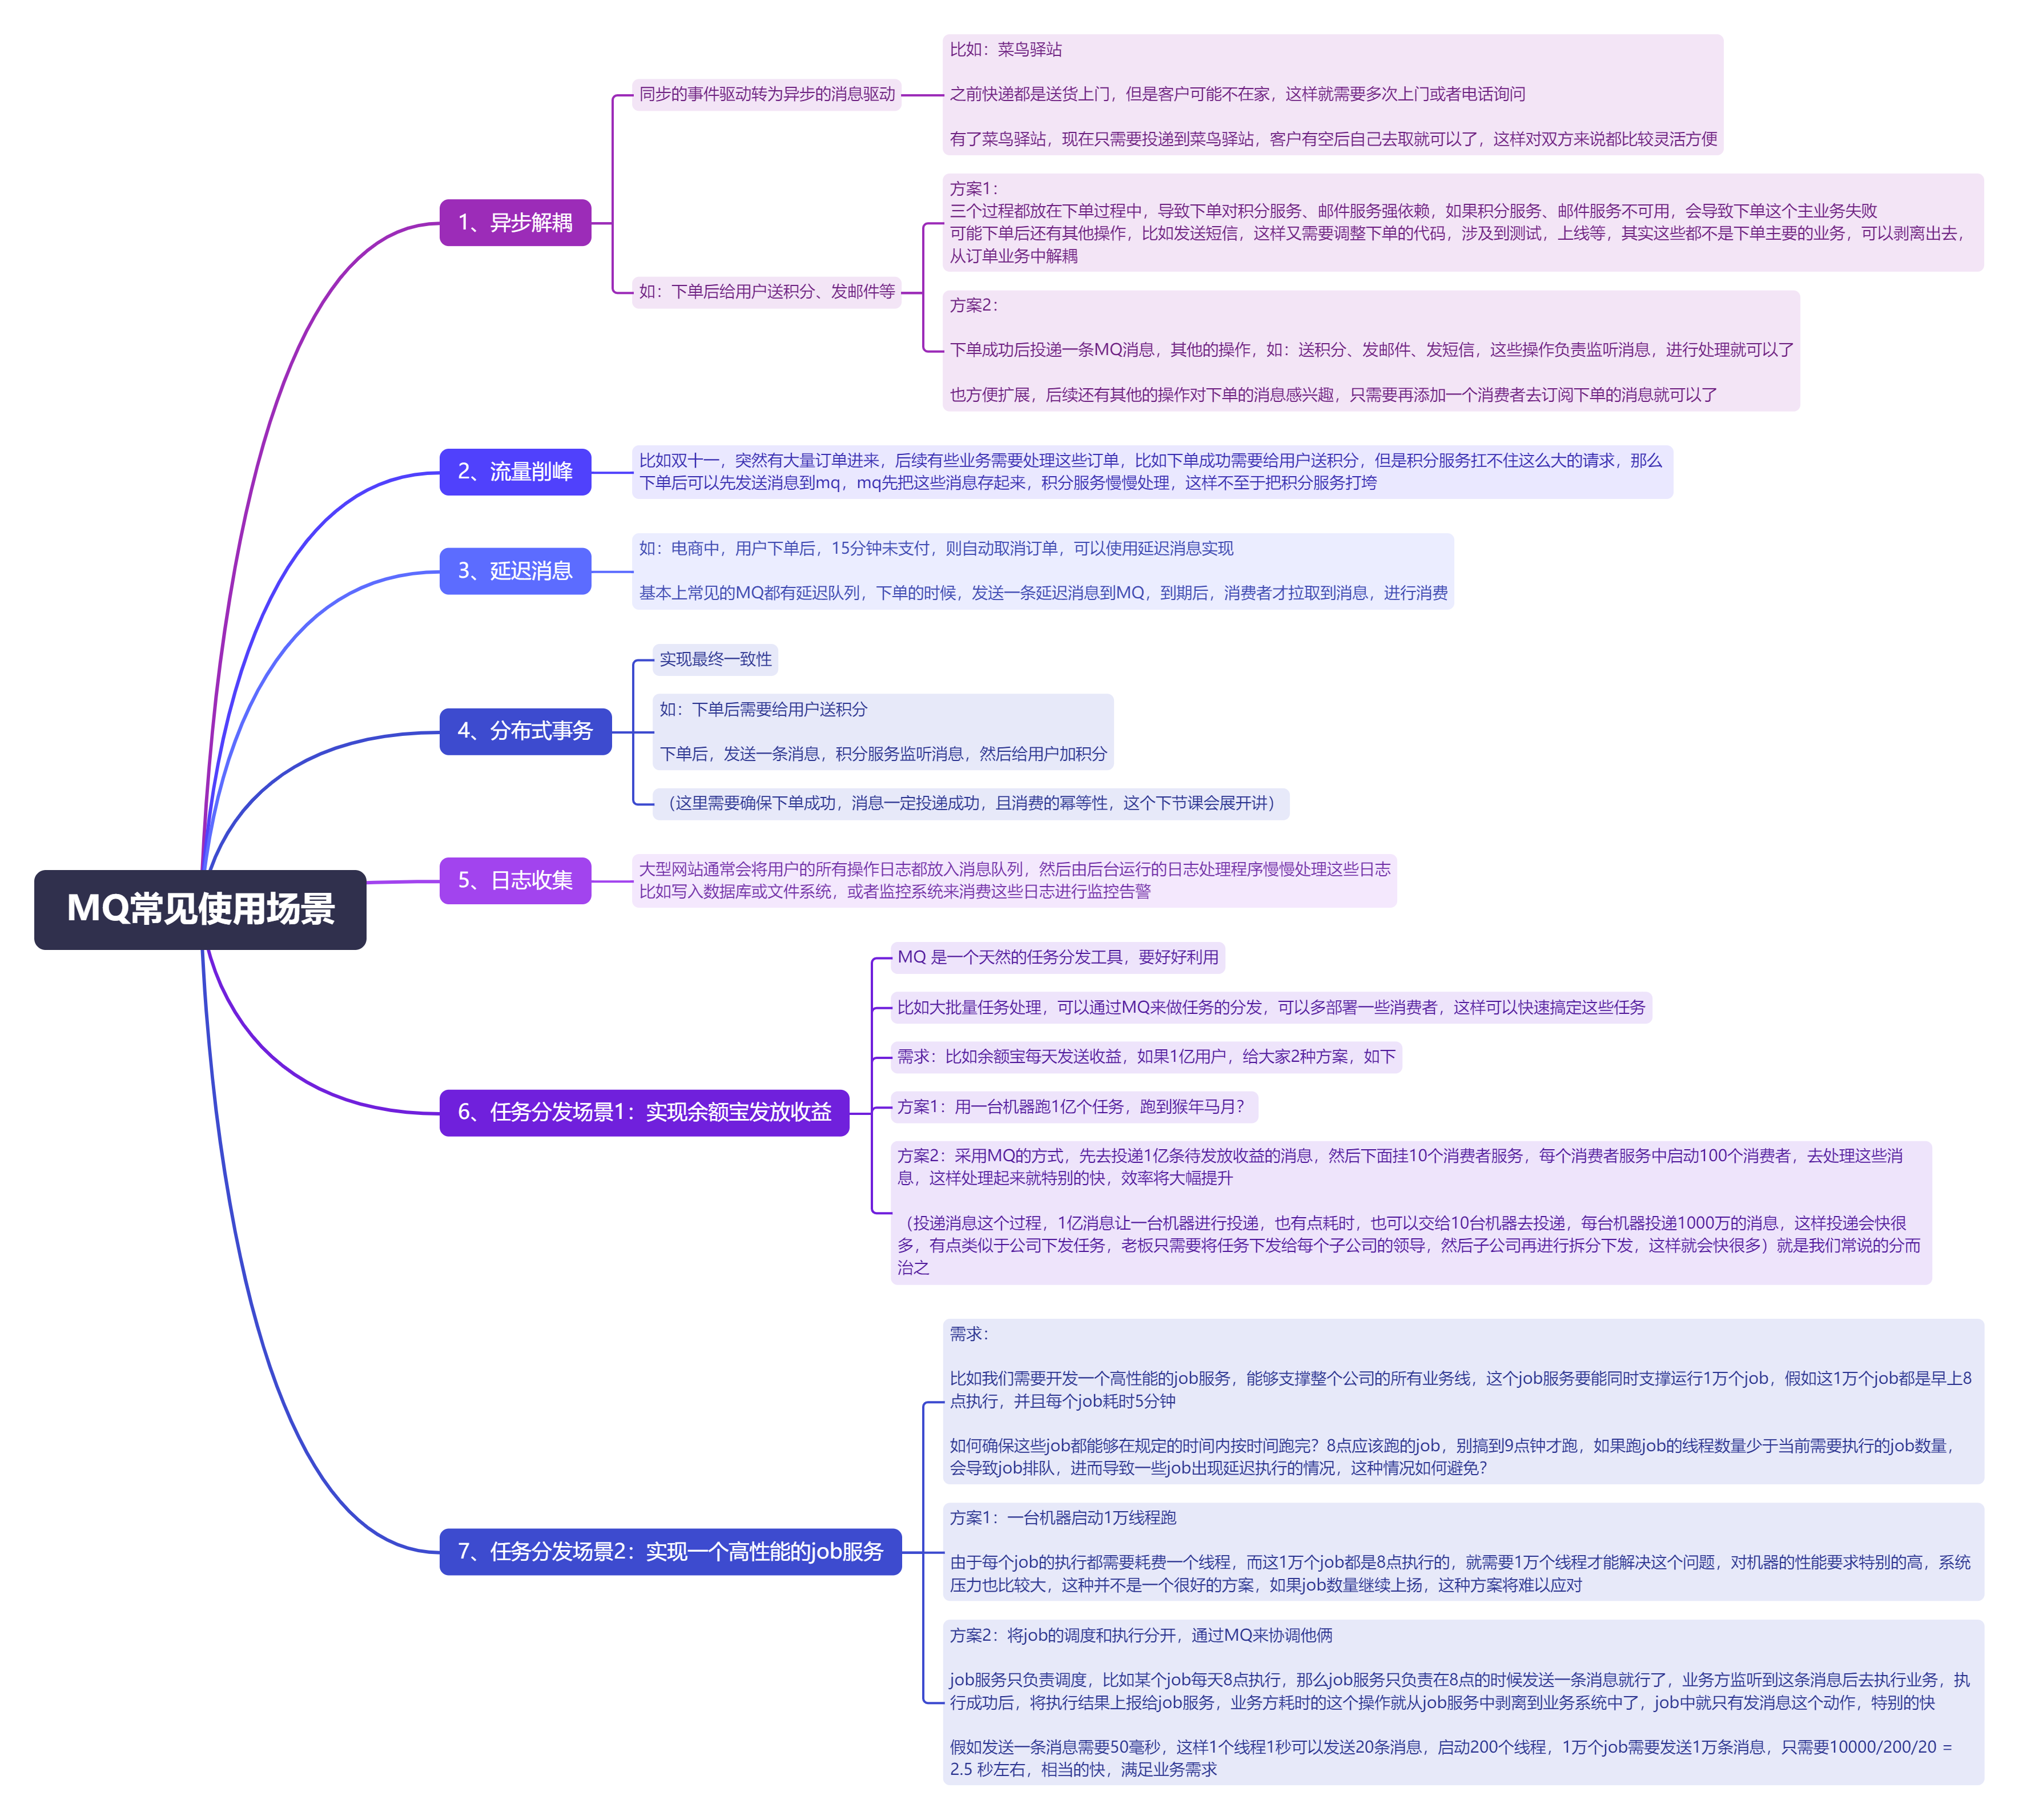 MQ常见使用场景
1、异步解耦
同步的事件驱动转为异步的消息驱动
比如：菜鸟驿站
之前快递都是送货上门，但是客户可能不在家，这样就需要多次上门或者电话询问
有了菜鸟驿站，现在只需要投递到菜鸟驿站，客户有空后自己去取就可以了，这样对双方来说都比较灵活方便
如：下单后给用户送积分、发邮件等
方案1：
三个过程都放在下单过程中，导致下单对积分服务、邮件服务强依赖，如果积分服务、邮件服务不可用，会导致下单这个主业务失败
可能下单后还有其他操作，比如发送短信，这样又需要调整下单的代码，涉及到测试，上线等，其实这些都不是下单主要的业务，可以剥离出去，
从订单业务中解耦
方案2：
下单成功后投递一条MQ消息，其他的操作，如：送积分、发邮件、发短信，这些操作负责监听消息，进行处理就可以了
也方便扩展，后续还有其他的操作对下单的消息感兴趣，只需要再添加一个消费者去订阅下单的消息就可以了
2、流量削峰
比如双十一，突然有大量订单进来，后续有些业务需要处理这些订单，比如下单成功需要给用户送积分，但是积分服务扛不住这么大的请求，那么
下单后可以先发送消息到mq，mq先把这些消息存起来，积分服务慢慢处理，这样不至于把积分服务打垮
3、延迟消息
如：电商中，用户下单后，15分钟未支付，则自动取消订单，可以使用延迟消息实现
基本上常见的MQ都有延迟队列，下单的时候，发送一条延迟消息到MQ，到期后，消费者才拉取到消息，进行消费
4、分布式事务
实现最终一致性
如：下单后需要给用户送积分
下单后，发送一条消息，积分服务监听消息，然后给用户加积分
（这里需要确保下单成功，消息一定投递成功，且消费的幂等性，这个下节课会展开讲）
5、日志收集
大型网站通常会将用户的所有操作日志都放入消息队列，然后由后台运行的日志处理程序慢慢处理这些日志
比如写入数据库或文件系统，或者监控系统来消费这些日志进行监控告警
6、任务分发场景1：实现余额宝发放收益
MQ 是一个天然的任务分发工具，要好好利用
比如大批量任务处理，可以通过MQ来做任务的分发，可以多部署一些消费者，这样可以快速搞定这些任务
需求：比如余额宝每天发送收益，如果1亿用户，给大家2种方案，如下
方案1：用一台机器跑1亿个任务，跑到猴年马月？
方案2：采用MQ的方式，先去投递1亿条待发放收益的消息，然后下面挂10个消费者服务，每个消费者服务中启动100个消费者，去处理这些消
息，这样处理起来就特别的快，效率将大幅提升
（投递消息这个过程，1亿消息让一台机器进行投递，也有点耗时，也可以交给10台机器去投递，每台机器投递1000万的消息，这样投递会快很
多，有点类似于公司下发任务，老板只需要将任务下发给每个子公司的领导，然后子公司再进行拆分下发，这样就会快很多）就是我们常说的分而
治之
7、任务分发场景2：实现一个高性能的job服务
需求：
比如我们需要开发一个高性能的job服务，能够支撑整个公司的所有业务线，这个job服务要能同时支撑运行1万个job，假如这1万个job都是早上8
点执行，并且每个job耗时5分钟
如何确保这些job都能够在规定的时间内按时间跑完？8点应该跑的job，别搞到9点钟才跑，如果跑job的线程数量少于当前需要执行的job数量，
会导致job排队，进而导致一些job出现延迟执行的情况，这种情况如何避免？
方案1：一台机器启动1万线程跑
由于每个job的执行都需要耗费一个线程，而这1万个job都是8点执行的，就需要1万个线程才能解决这个问题，对机器的性能要求特别的高，系统
压力也比较大，这种并不是一个很好的方案，如果job数量继续上扬，这种方案将难以应对
方案2：将job的调度和执行分开，通过MQ来协调他俩
job服务只负责调度，比如某个job每天8点执行，那么job服务只负责在8点的时候发送一条消息就行了，业务方监听到这条消息后去执行业务，执
行成功后，将执行结果上报给job服务，业务方耗时的这个操作就从job服务中剥离到业务系统中了，job中就只有发消息这个动作，特别的快
假如发送一条消息需要50毫秒，这样1个线程1秒可以发送20条消息，启动200个线程，1万个job需要发送1万条消息，只需要10000/200/20 =
2.5 秒左右，相当的快，满足业务需求